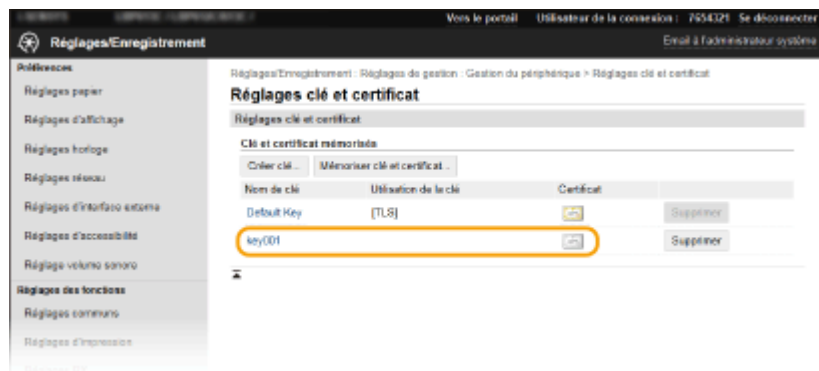 Vers le portail Utilisateur de la connexion : 7654321 Se déconnecter
Réglages/Enregistrement Email à l'administrateur système
Préférences
Réglages papier
Réglages d'affichage
Réglages horloge
Réglages réseau
Réglages d'interface externe
Réglages d'accessibilité
Réglage volume sonore
Réglages des fonctions
Réglages communs
Réglages d'impression
Réglages/Enregistrement : Réglages de gestion : Gestion du périphérique > Réglages clé et certificat
Réglages clé et certificat
Réglages clé et certificat
Clé et certificat mémorisés
Créer clé... Mémoriser clé et certificat...
Nom de clé Utilisation de la clé Certificat
Default Key [TLS] Supprimer
key001 Supprimer